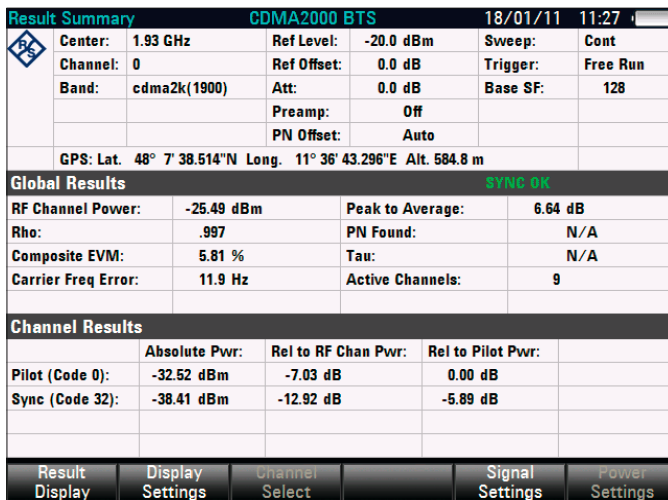 Result Summary CDMA2000 BTS 18/01/11 11:27
R&S Center: 1.93 GHz Ref Level: -20.0 dBm Sweep: Cont
Channel: 0 Ref Offset: 0.0 dB Trigger: Free Run
Band: cdma2k(1900) Att: 0.0 dB Base SF: 128
Preamp: Off
PN Offset: Auto
GPS: Lat. 48° 7' 38.514"N Long. 11° 36' 43.296"E Alt. 584.8 m
Global Results SYNC OK
RF Channel Power: -25.49 dBm Peak to Average: 6.64 dB
Rho: .997 PN Found: N/A
Composite EVM: 5.81 % Tau: N/A
Carrier Freq Error: 11.9 Hz Active Channels: 9
Channel Results
Absolute Pwr: Rel to RF Chan Pwr: Rel to Pilot Pwr:
Pilot (Code 0): -32.52 dBm -7.03 dB 0.00 dB
Sync (Code 32): -38.41 dBm -12.92 dB -5.89 dB
Result Display Display Settings Channel Select Signal Settings Power Settings